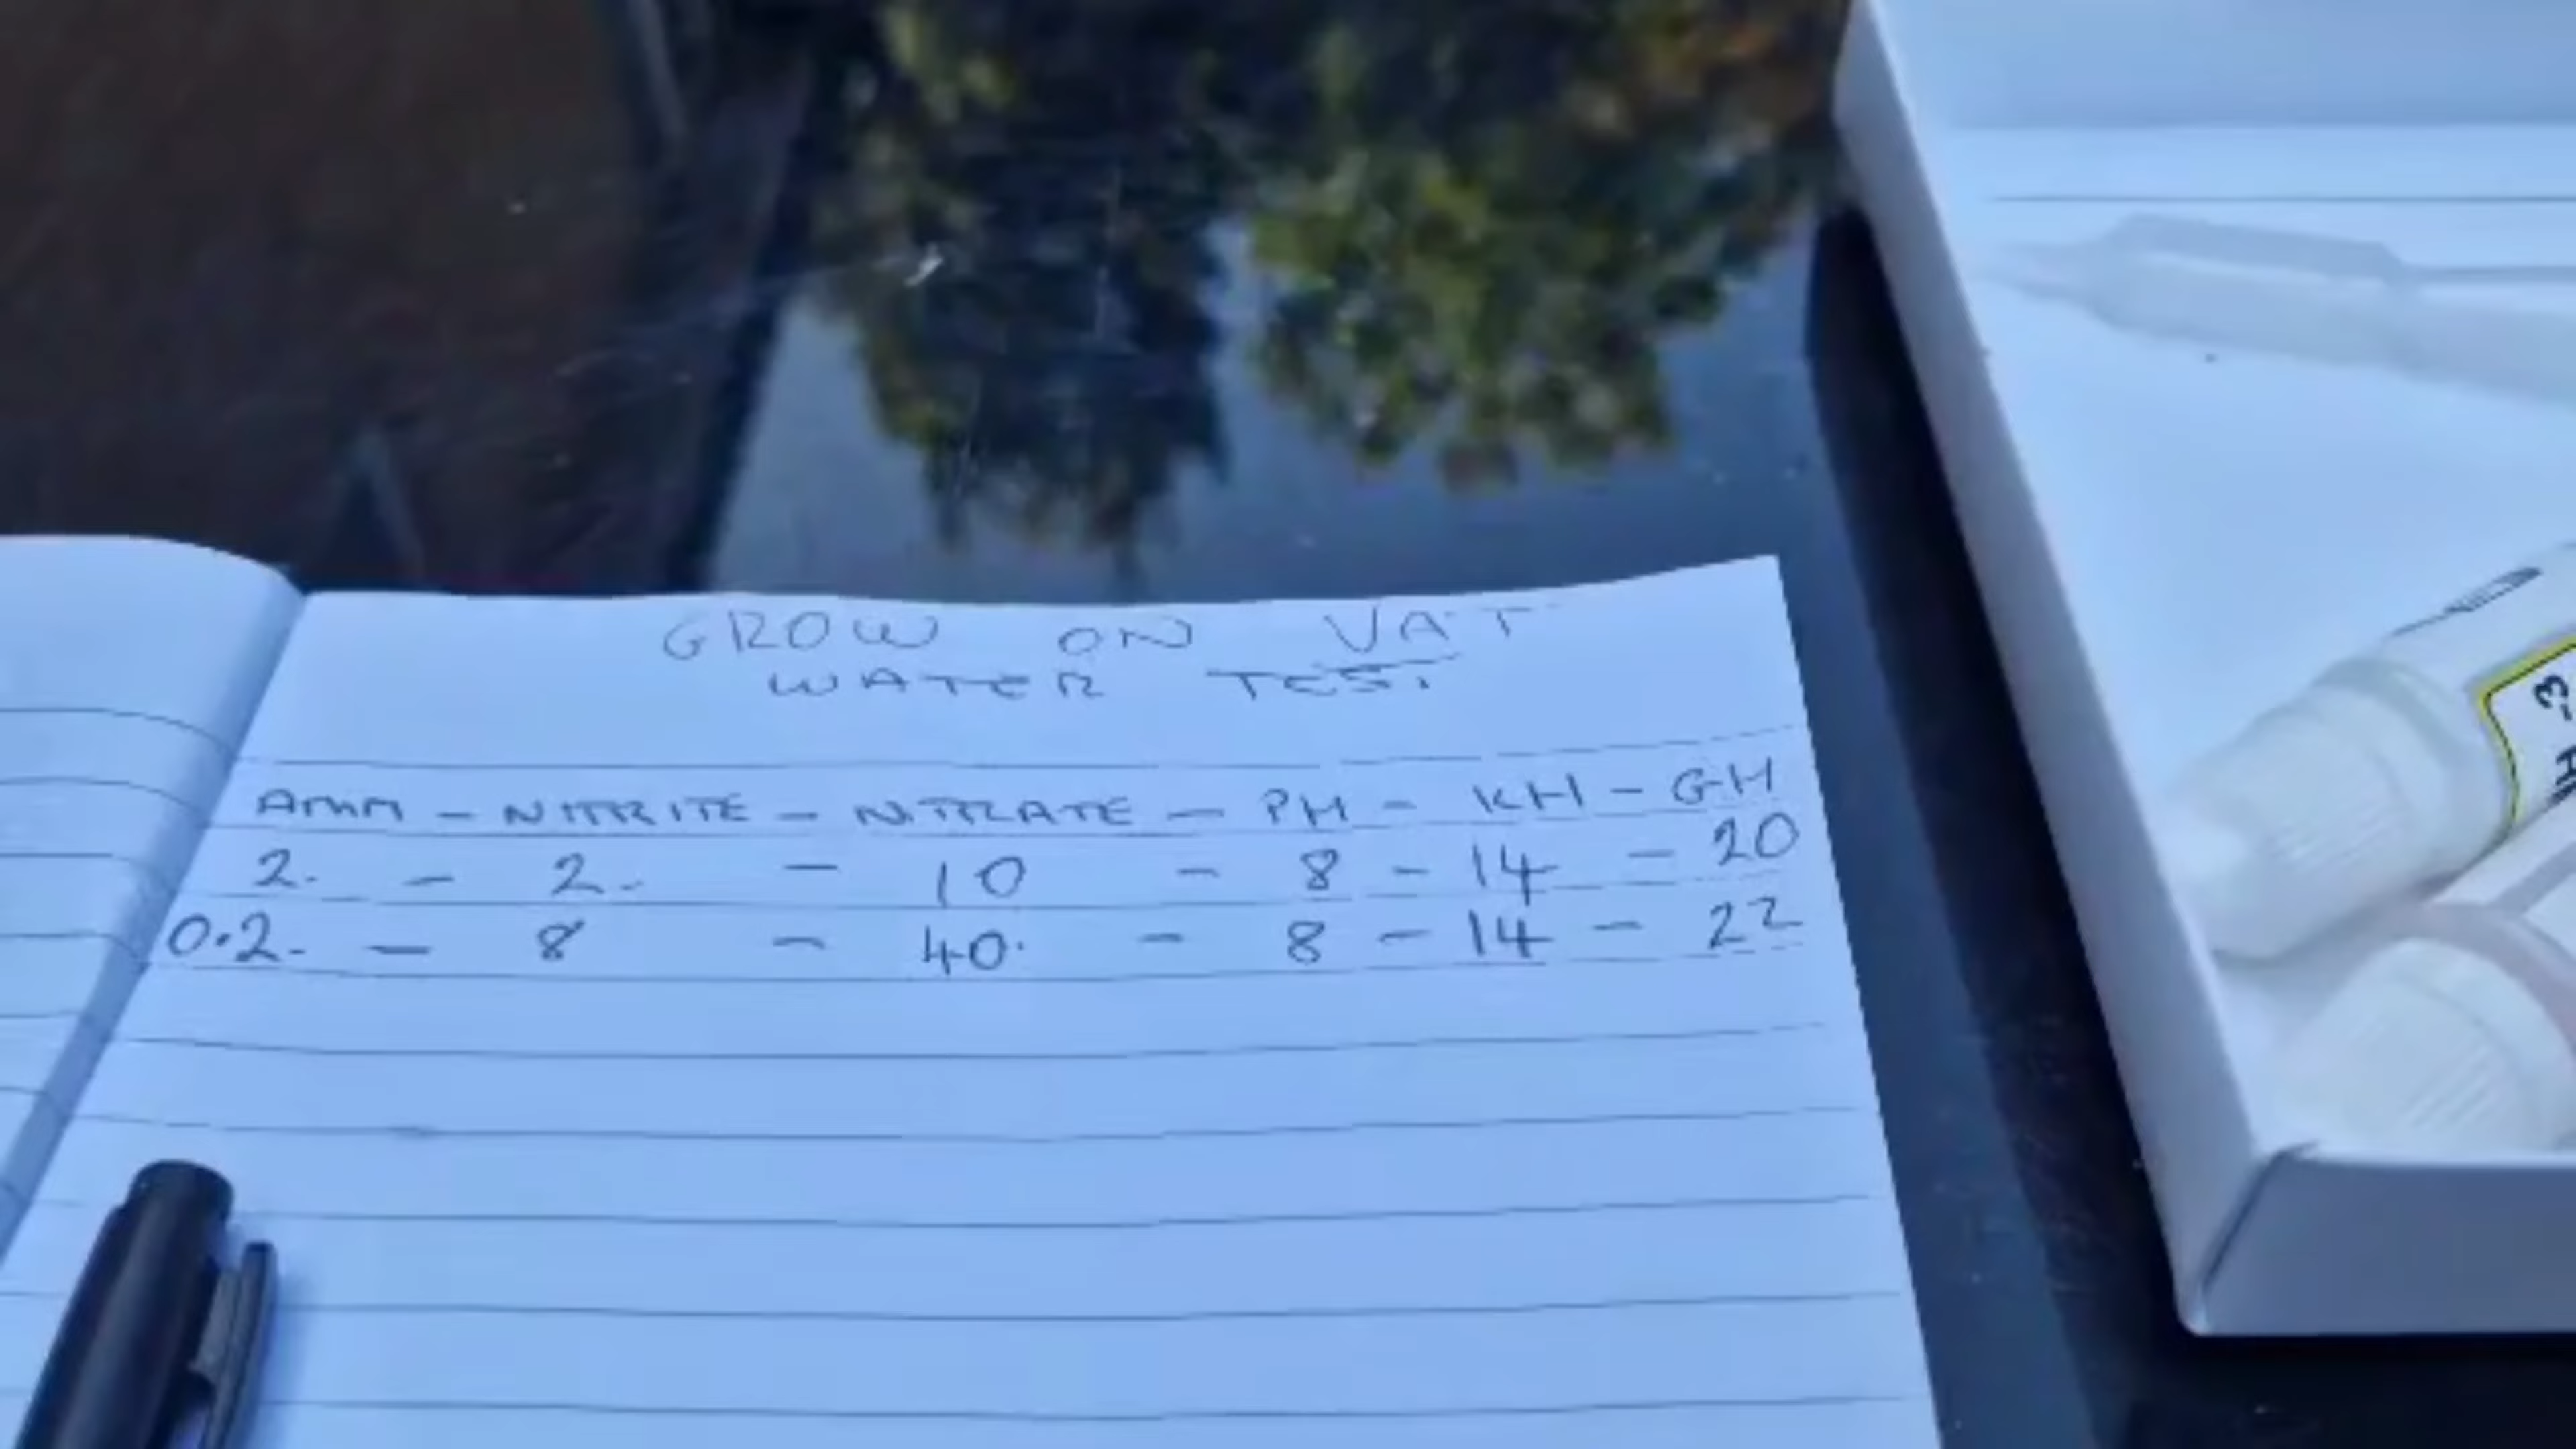 GROW ON VAT
WATER TEST
AMM - NITRITE - NITRATE - PH - KH - GH
2. - 2. - 10 - 8 - 14 - 20
0.2. - 8 - 40. - 8 - 14 - 22
-3